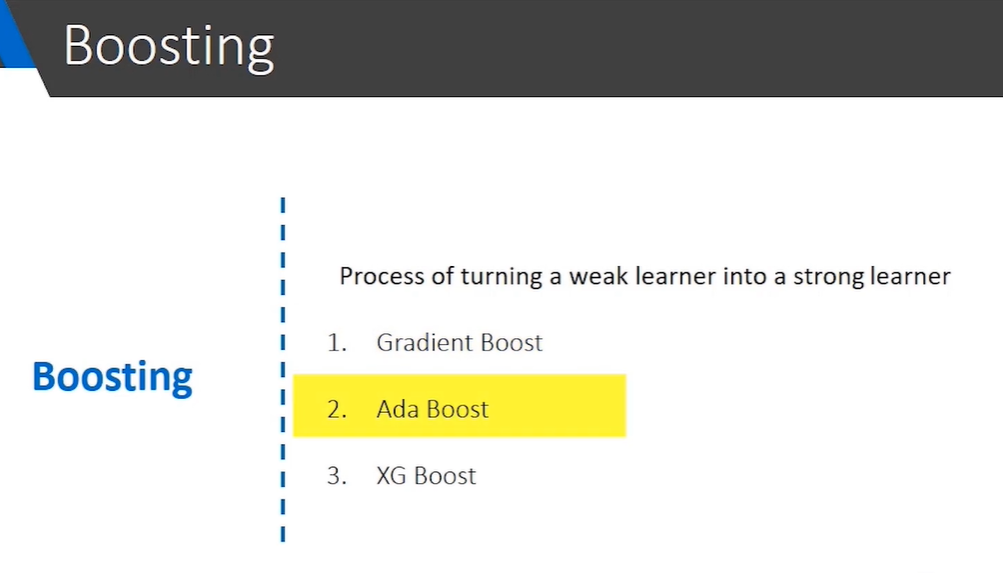 Boosting
Process of turning a weak learner into a strong learner
1. Gradient Boost
Boosting
2. Ada Boost
3. XG Boost